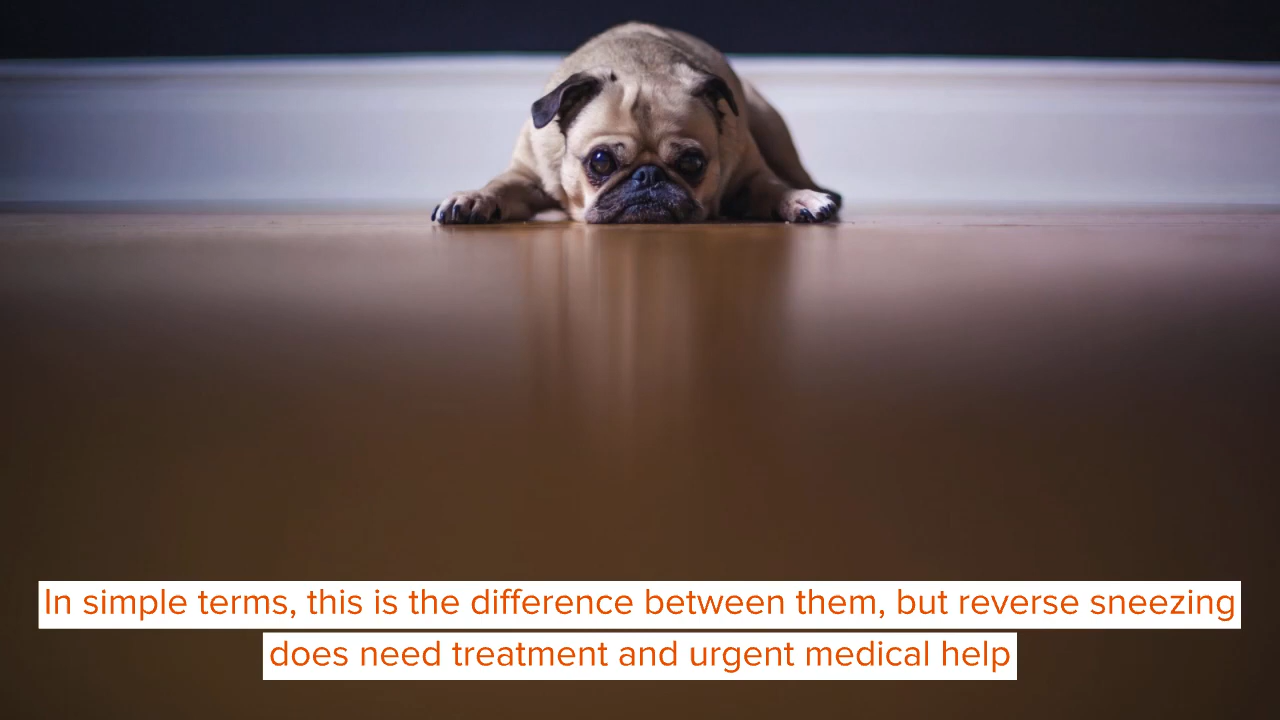 In simple terms, this is the difference between them, but reverse sneezing
does need treatment and urgent medical help